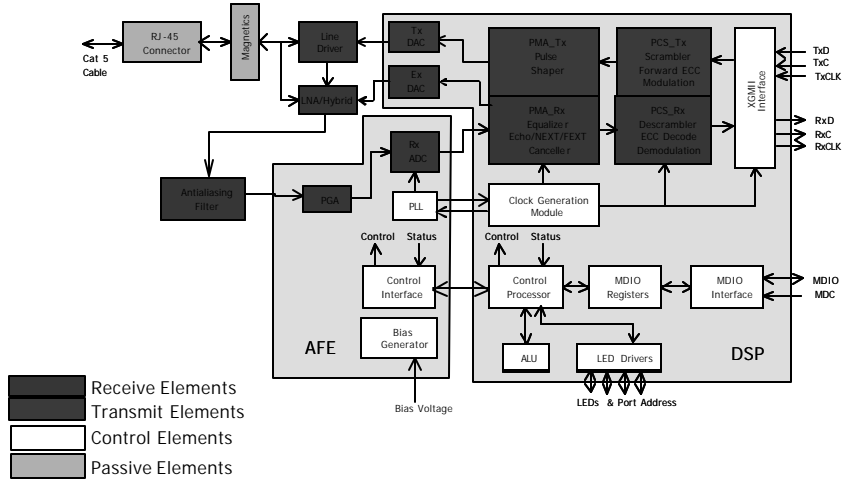 RJ-45
Connector
Cat 5
Cable
Magnetics
Line
Driver
LNA/Hybrid
Tx
DAC
Ex
DAC
PMA_Tx
Pulse
Shaper
PCS_Tx
Scrambler
Forward ECC
Modulation
XGMII
Interface
TxD
TxC
TxCLK
PMA_Rx
Equalizer
Echo/NEXT/FEXT
Canceller
PCS_Rx
Descrambler
ECC Decode
Demodulation
RxD
RxC
RxCLK
Rx
ADC
Antialiasing
Filter
PGA
PLL
Clock Generation
Module
Control Status
Control Status
Control
Interface
Control
Processor
MDIO
Registers
MDIO
Interface
MDIO
MDC
Bias
Generator
AFE
ALU
LED Drivers
DSP
LEDs & Port Address
Bias Voltage
Receive Elements
Transmit Elements
Control Elements
Passive Elements